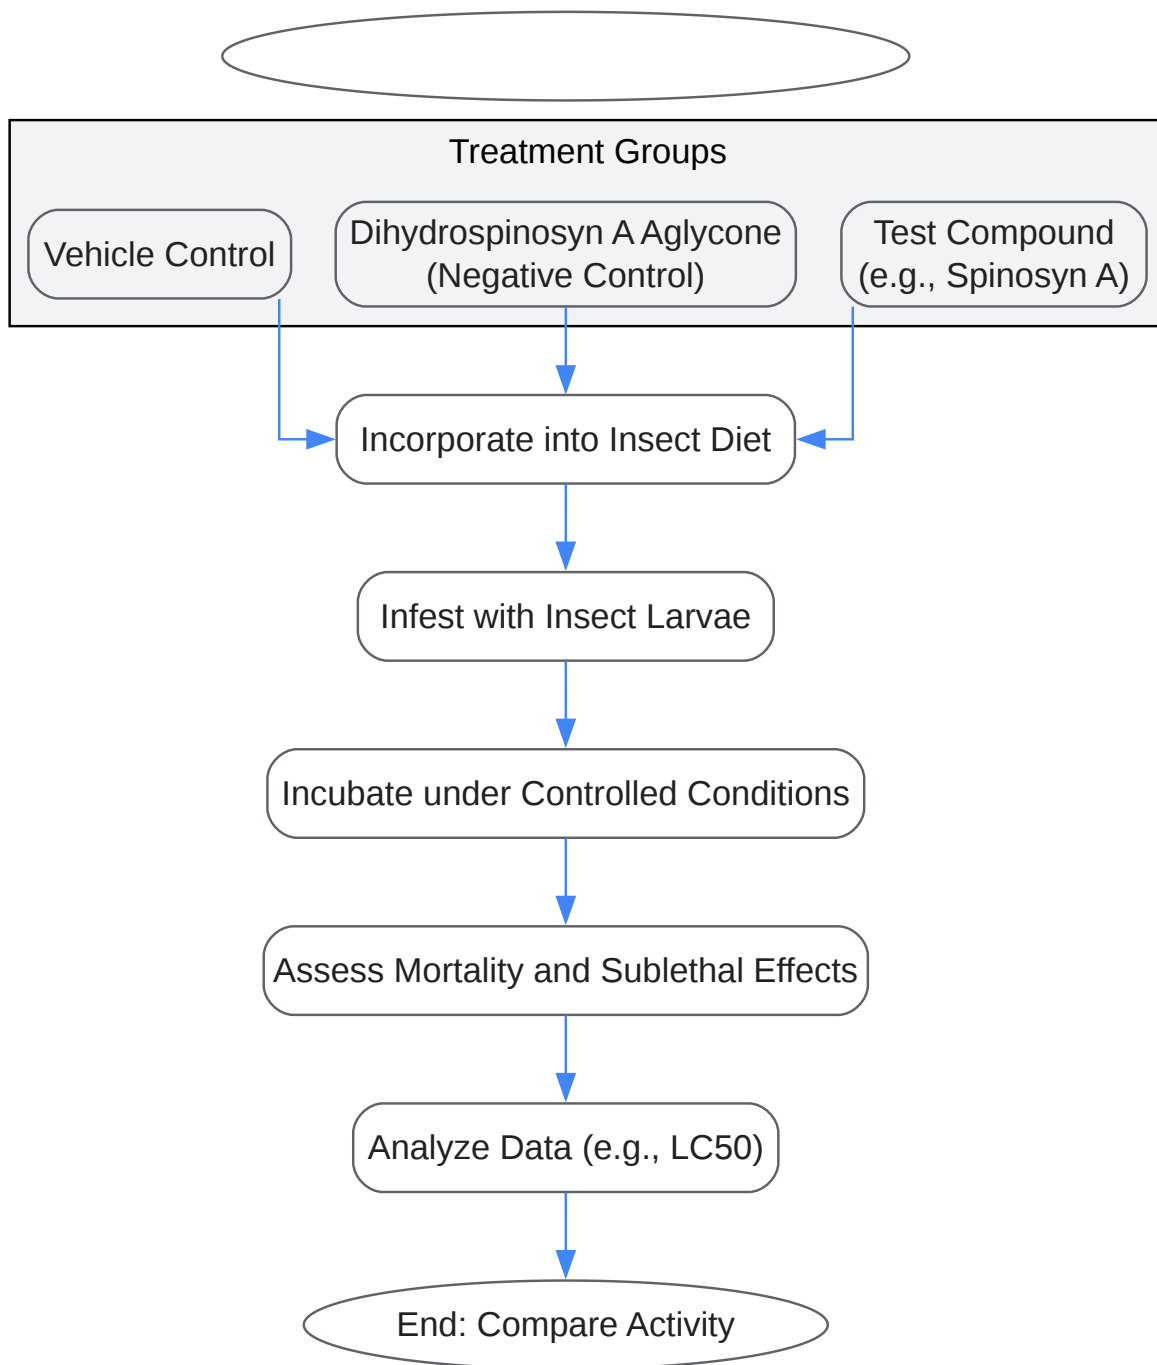 Treatment Groups
Vehicle Control
Dihydrospinosyn A Aglycone
(Negative Control)
Test Compound
(e.g., Spinosyn A)
Incorporate into Insect Diet
Infest with Insect Larvae
Incubate under Controlled Conditions
Assess Mortality and Sublethal Effects
Analyze Data (e.g., LC50)
End: Compare Activity